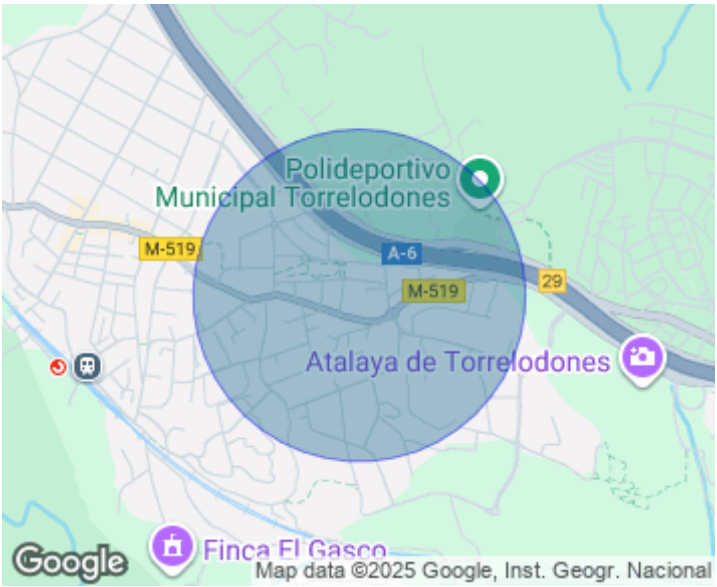 Polideportivo
Municipal Torrelodones
M-519
A-6
M-519
29
Atalaya de Torrelodones
Finca El Gasco
Google
Map data ©2025 Google, Inst. Geogr. Nacional